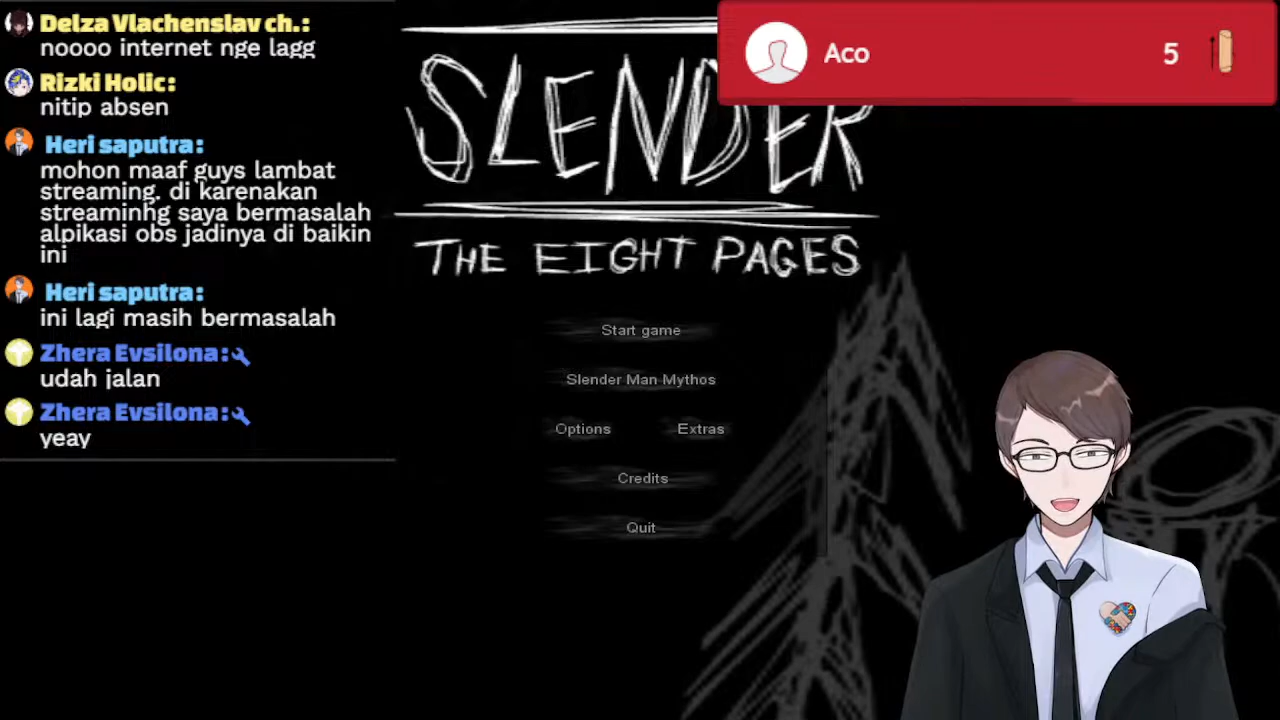 Delza Vlachenslav ch.:
noooo internet nge lagg
Rizki Holic:
nitip absen
Heri saputra:
mohon maaf guys lambat
streaming. di karenakan
streaminhg saya bermasalah
alpikasi obs jadinya di baikin
ini
Heri saputra:
ini lagi masih bermasalah
Zhera Evsilona:
udah jalan
Zhera Evsilona:
yeay
SLENDER
THE EIGHT PAGES
Start game
Slender Man Mythos
Options Extras
Credits
Quit
Aco 5